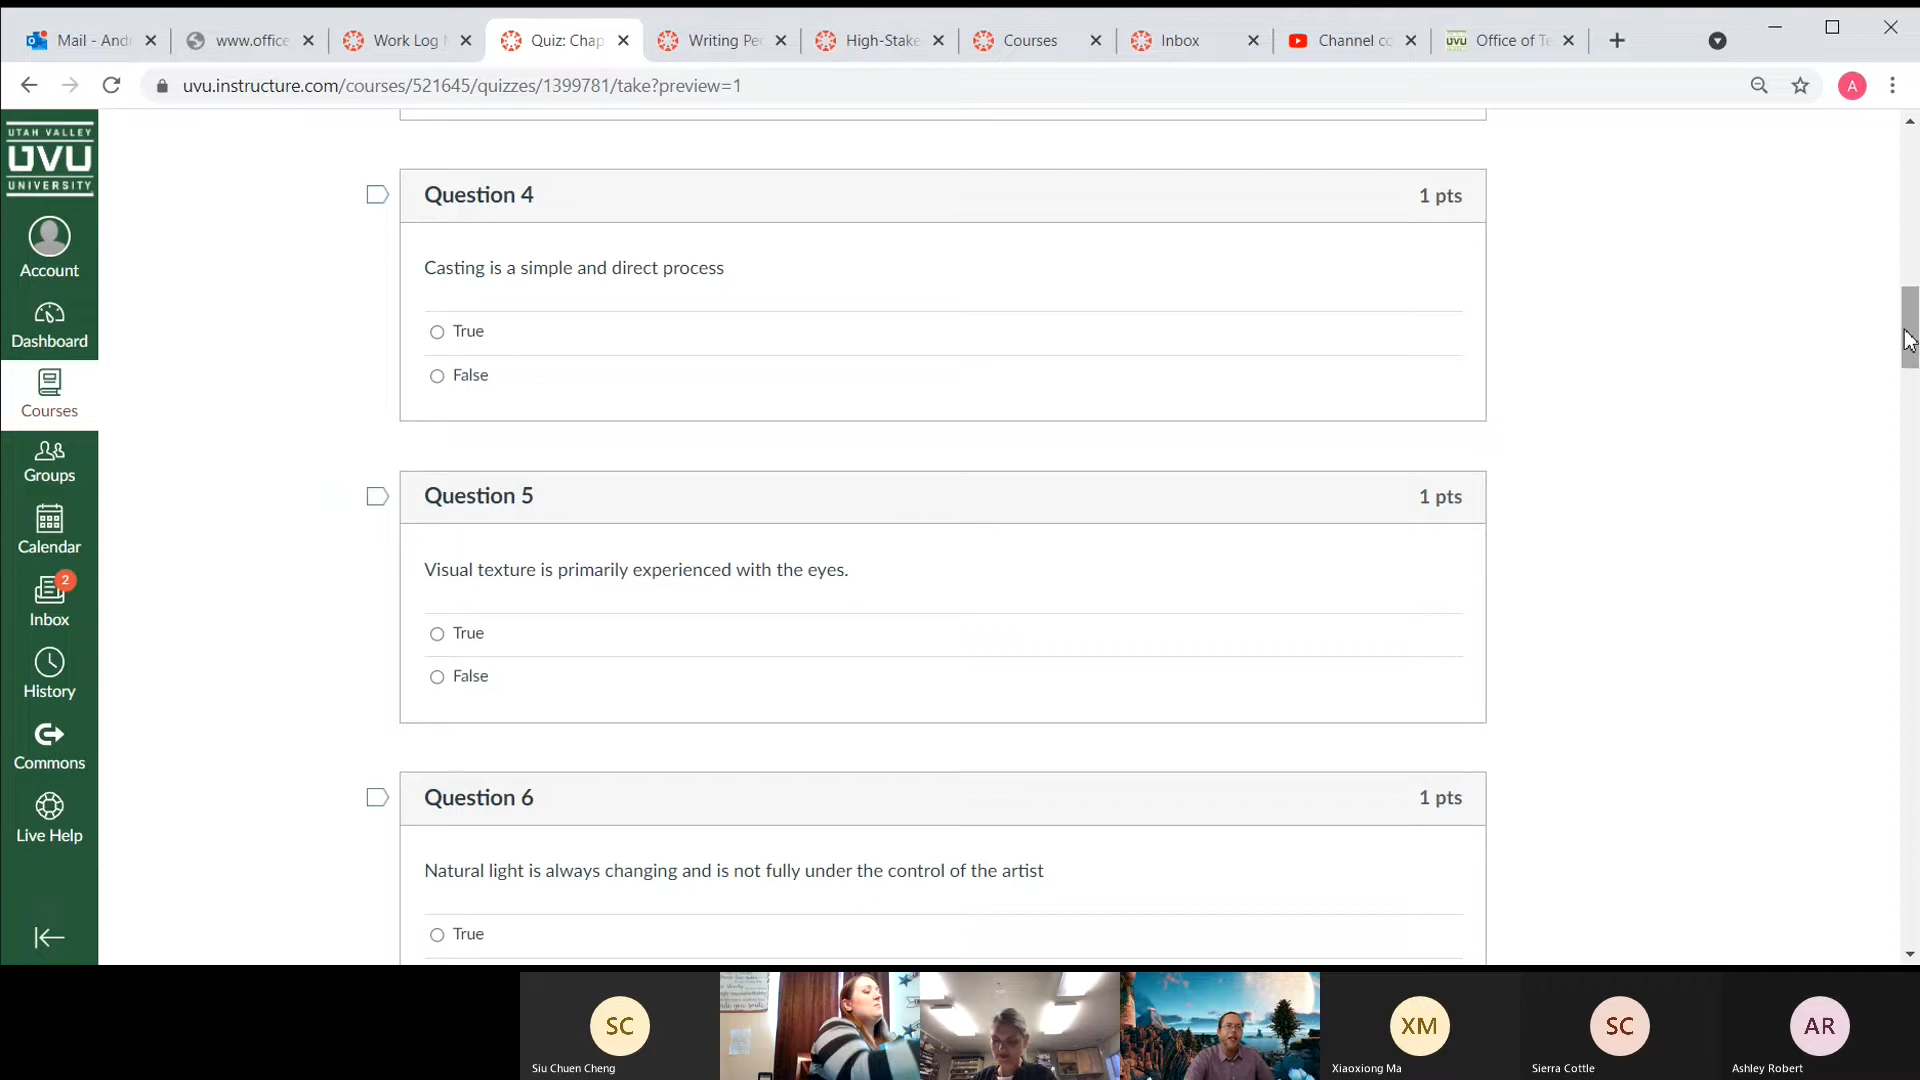 Mail - And
www.office
Work Log
Quiz: Chap
Writing Pe
High-Stake
Courses
Inbox
Channel co
UVU
Office of Te
uvu.instructure.com/courses/521645/quizzes/1399781/take?preview=1
A
UTAH VALLEY
UVU
UNIVERSITY
Account
Dashboard
Courses
Groups
Calendar
2
Inbox
History
Commons
Live Help
Question 4
1 pts
Casting is a simple and direct process
True
False
Question 5
1 pts
Visual texture is primarily experienced with the eyes.
True
False
Question 6
1 pts
Natural light is always changing and is not fully under the control of the artist
True
SC
Siu Chuen Cheng
XM
Xiaoxiong Ma
SC
Sierra Cottle
AR
Ashley Robert